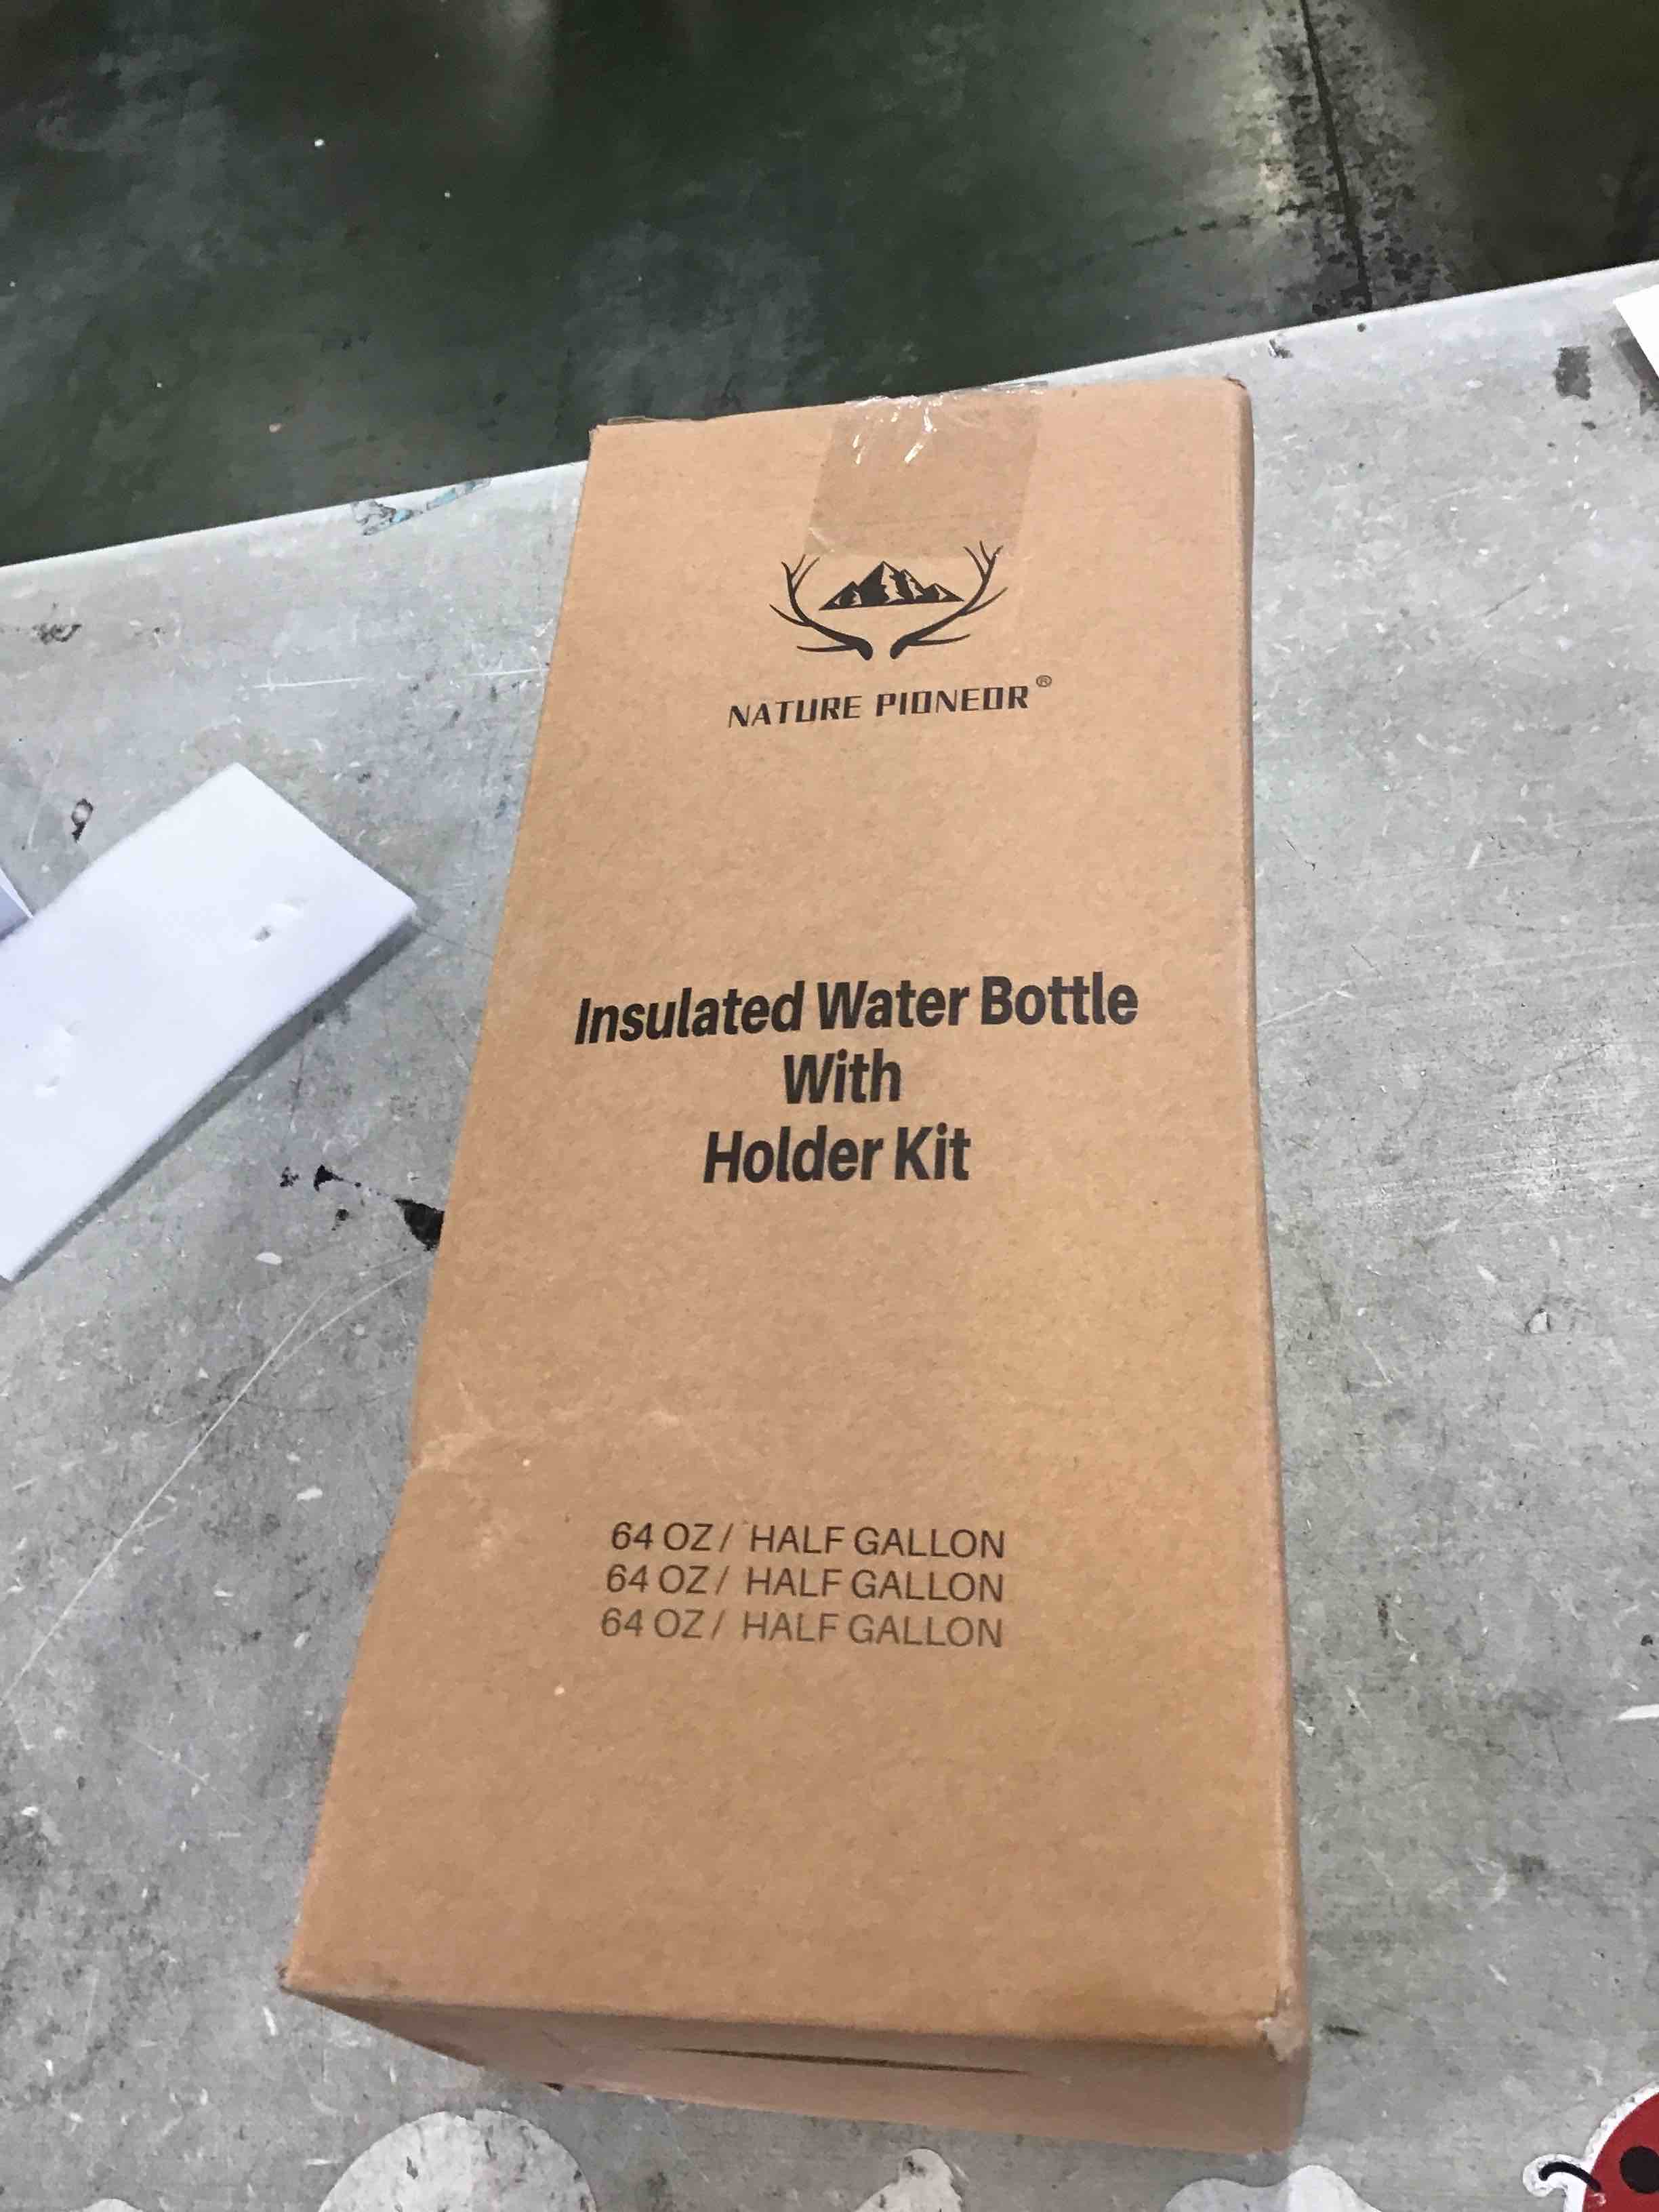 NATURE PIONEOR®
Insulated Water Bottle
With
Holder Kit
64 OZ / HALF GALLON
64 OZ / HALF GALLON
64 OZ / HALF GALLON